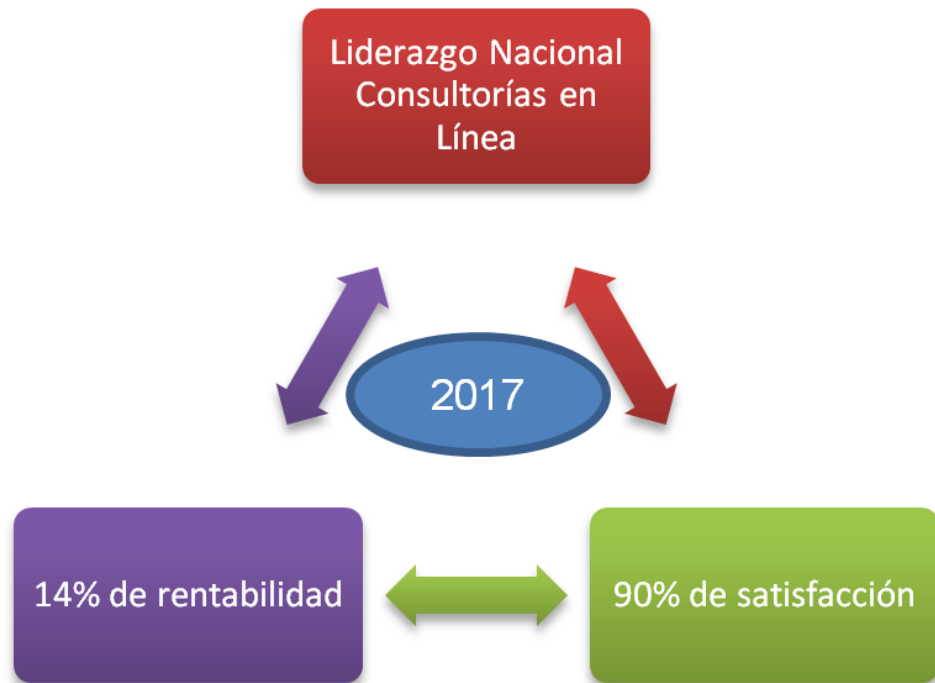 Liderazgo Nacional
Consultorías en
Línea
2017
14% de rentabilidad
90% de satisfacción